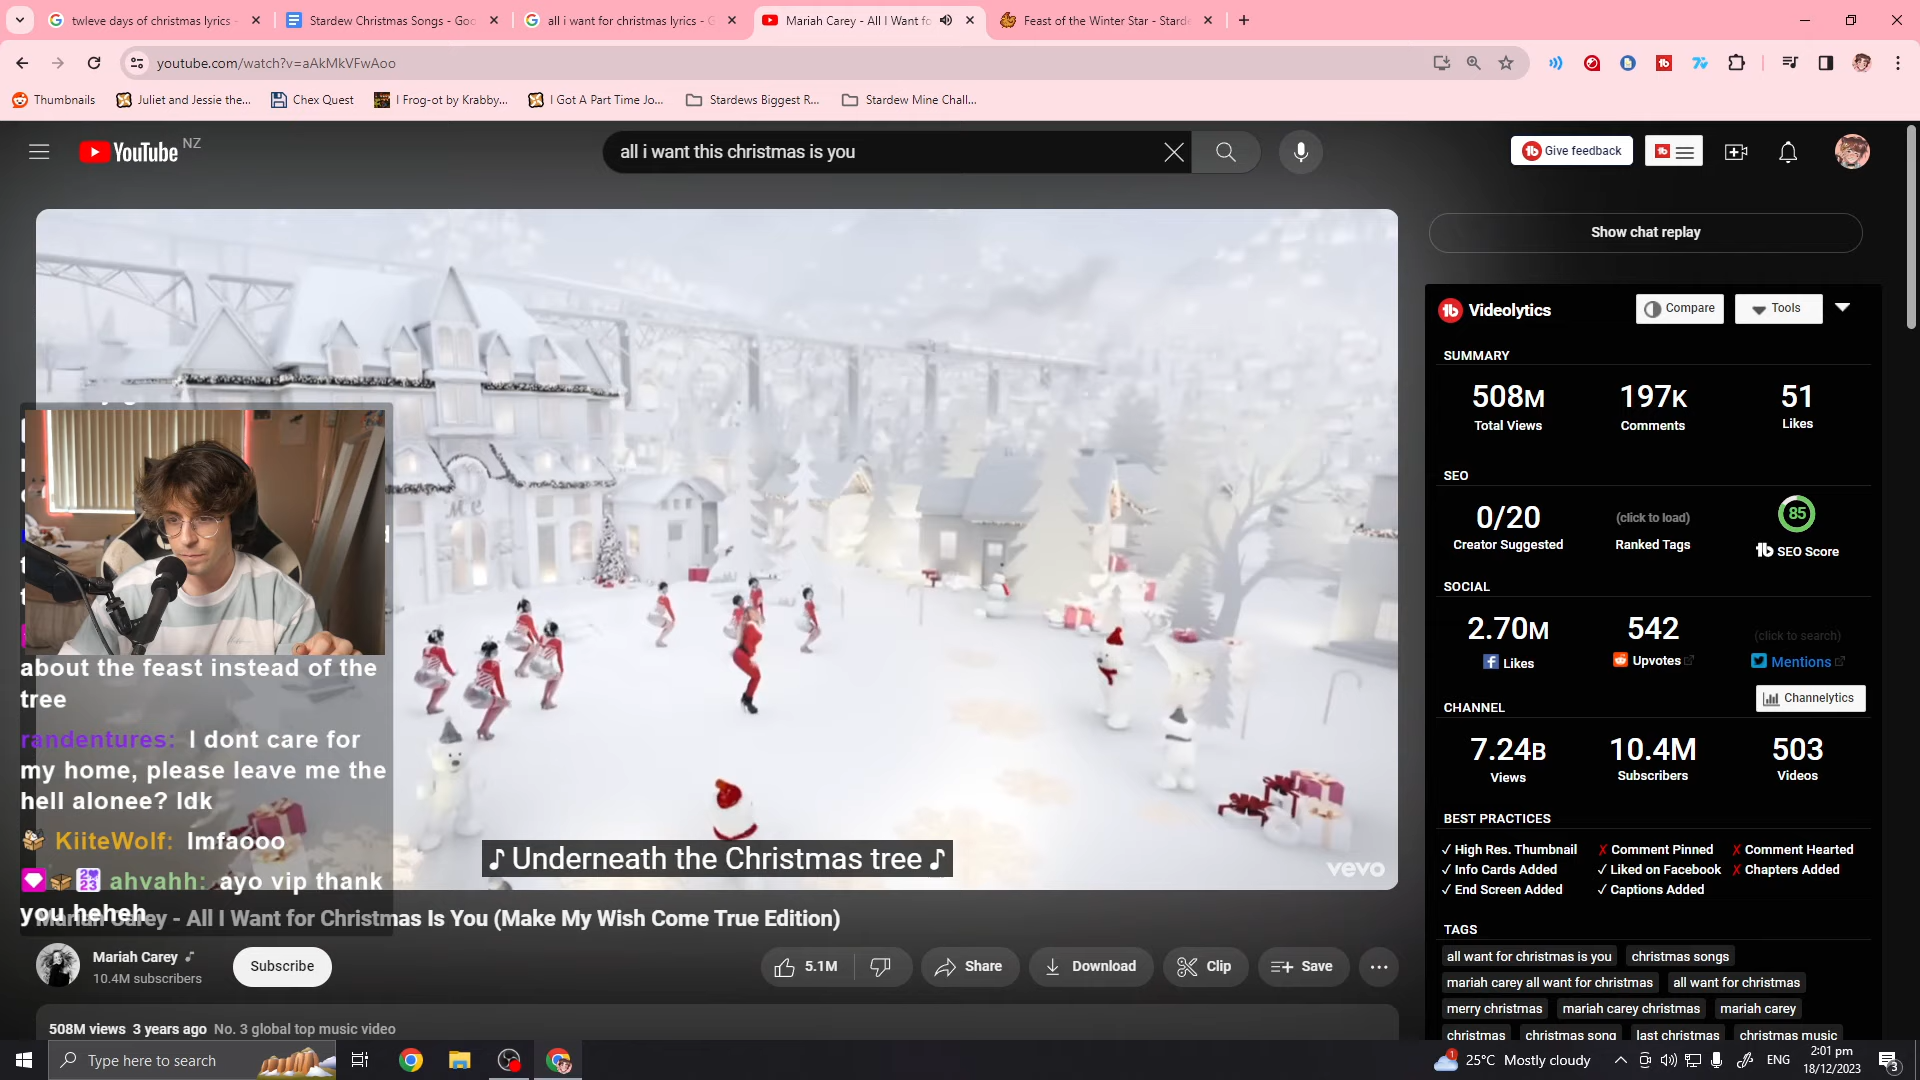 twleve days of christmas lyrics -
Stardew Christmas Songs - Goo
all i want for christmas lyrics - G
Mariah Carey - All I Want fo
Feast of the Winter Star - Starde
youtube.com/watch?v=aAkMkVFwAoo
Thumbnails
Juliet and Jessie the...
Chex Quest
I Frog-ot by Krabby...
I Got A Part Time Jo...
Stardews Biggest R...
Stardew Mine Chall...
YouTube NZ
all i want this christmas is you
Give feedback
Show chat replay
Videolytics
Compare
Tools
SUMMARY
508M 197K 51
Total Views Comments Likes
SEO
0/20 (click to load) 85
Creator Suggested Ranked Tags SEO Score
SOCIAL
2.70M 542 (click to search)
Likes Upvotes Mentions
Channelytics
CHANNEL
7.24B 10.4M 503
Views Subscribers Videos
BEST PRACTICES
✓ High Res. Thumbnail ✗ Comment Pinned ✗ Comment Hearted
✓ Info Cards Added ✓ Liked on Facebook ✗ Chapters Added
✓ End Screen Added ✓ Captions Added
TAGS
all want for christmas is you christmas songs
mariah carey all want for christmas all want for christmas
merry christmas mariah carey christmas mariah carey
christmas christmas song last christmas christmas music
about the feast instead of the
tree
randentures: I dont care for
my home, please leave me the
hell alonee? Idk
KiiteWolf: lmfaooo
2023 ahvahh: ayo vip thank
you heheh
♪ Underneath the Christmas tree ♪
vevo
Mariah Carey - All I Want for Christmas Is You (Make My Wish Come True Edition)
Mariah Carey
10.4M subscribers
Subscribe
5.1M
Share
Download
Clip
Save
508M views 3 years ago No. 3 global top music video
Type here to search
1
25°C Mostly cloudy
ENG
2:01 pm
18/12/2023
3